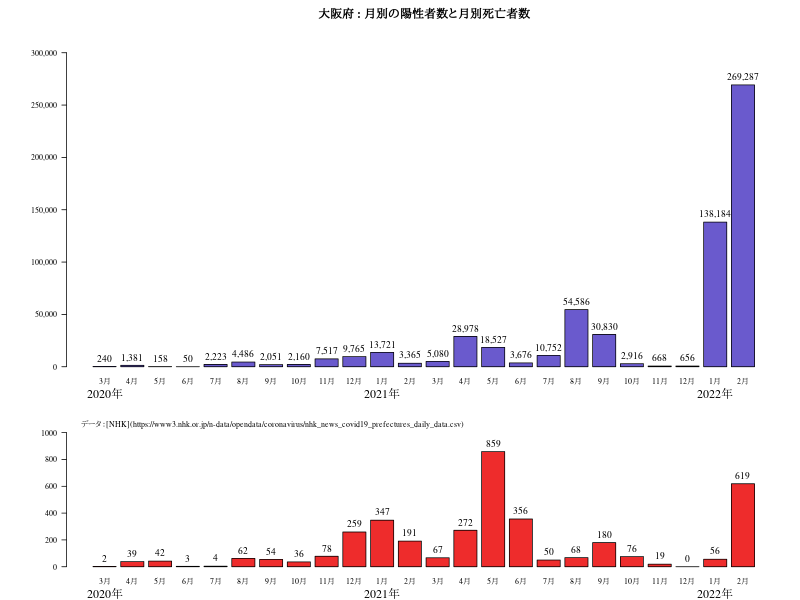 大阪府：月別の陽性者数と月別死亡者数
300,000
250,000
200,000
150,000
100,000
50,000
0
240 1,381 158 50 2,223 4,486 2,051 2,160 7,517 9,765 13,721 3,365 5,080 28,978 18,527 3,676 10,752 54,586 30,830 2,916 668 656 138,184 269,287
3月 4月 5月 6月 7月 8月 9月 10月 11月 12月 1月 2月 3月 4月 5月 6月 7月 8月 9月 10月 11月 12月 1月 2月
2020年 2021年 2022年
データ：[NHK](https://www3.nhk.or.jp/n-data/opendata/coronavirus/nhk_news_covid19_prefectures_daily_data.csv)
1000
800
600
400
200
0
2 39 42 3 4 62 54 36 78 259 347 191 67 272 859 356 50 68 180 76 19 0 56 619
3月 4月 5月 6月 7月 8月 9月 10月 11月 12月 1月 2月 3月 4月 5月 6月 7月 8月 9月 10月 11月 12月 1月 2月
2020年 2021年 2022年